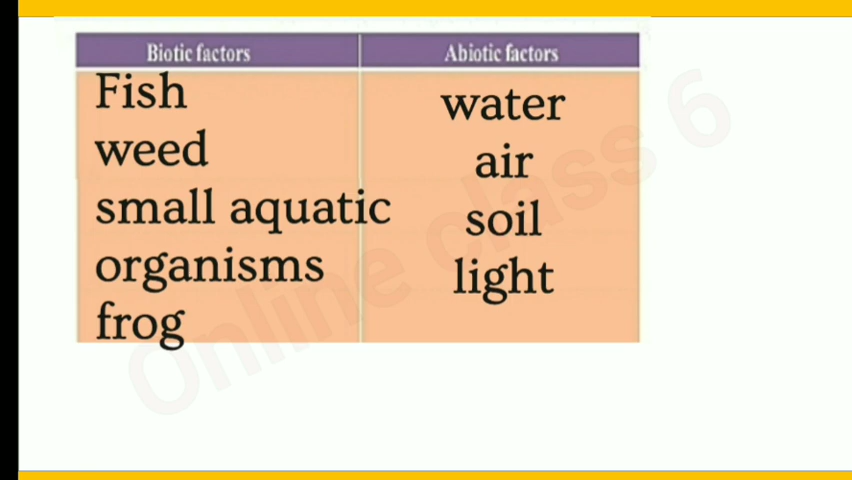 Biotic factors
Abiotic factors
Fish
weed
small aquatic
organisms
frog
water
air
soil
light
Online class 6